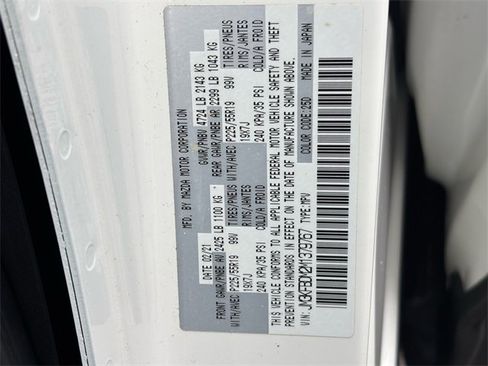 MFD. BY MAZDA MOTOR CORPORATION
DATE 02/21 GVWR/PNBV 4724 LB 2143 KG
FRONT GAWR/PNBE AV 2425 LB 1100 KG REAR GAWR/PNBE AR 2299 LB 1043 KG
WITH/AVEC P225/55R19 99V TIRES/PNEUS WITH/AVEC P225/55R19 99V TIRES/PNEUS
19X7J RIMS/JANTES 19X7J RIMS/JANTES
240 KPA/35 PSI COLD/A FROID 240 KPA/35 PSI COLD/A FROID
THIS VEHICLE CONFORMS TO ALL APPLICABLE FEDERAL MOTOR VEHICLE SAFETY AND THEFT
PREVENTION STANDARDS IN EFFECT ON THE DATE OF MANUFACTURE SHOWN ABOVE.
VIN: JM3KFBDM2M1379767 TYPE:MPV COLOR CODE:25D MADE IN JAPAN